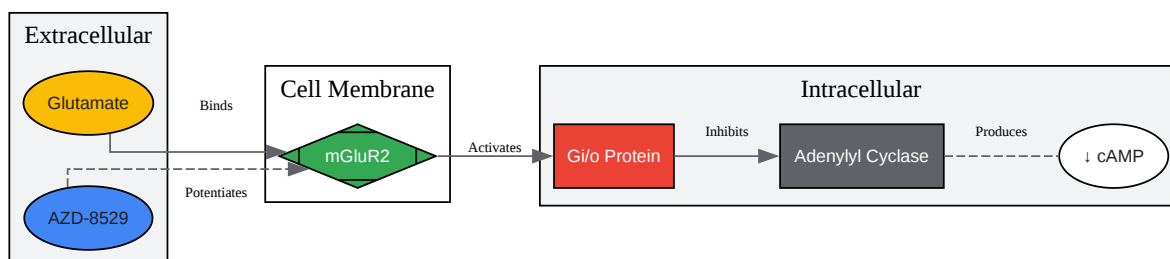 Extracellular
Glutamate
AZD-8529
Binds
Potentiates
Cell Membrane
mGluR2
Activates
Intracellular
Gi/o Protein
Inhibits
Adenylyl Cyclase
Produces
↓ cAMP